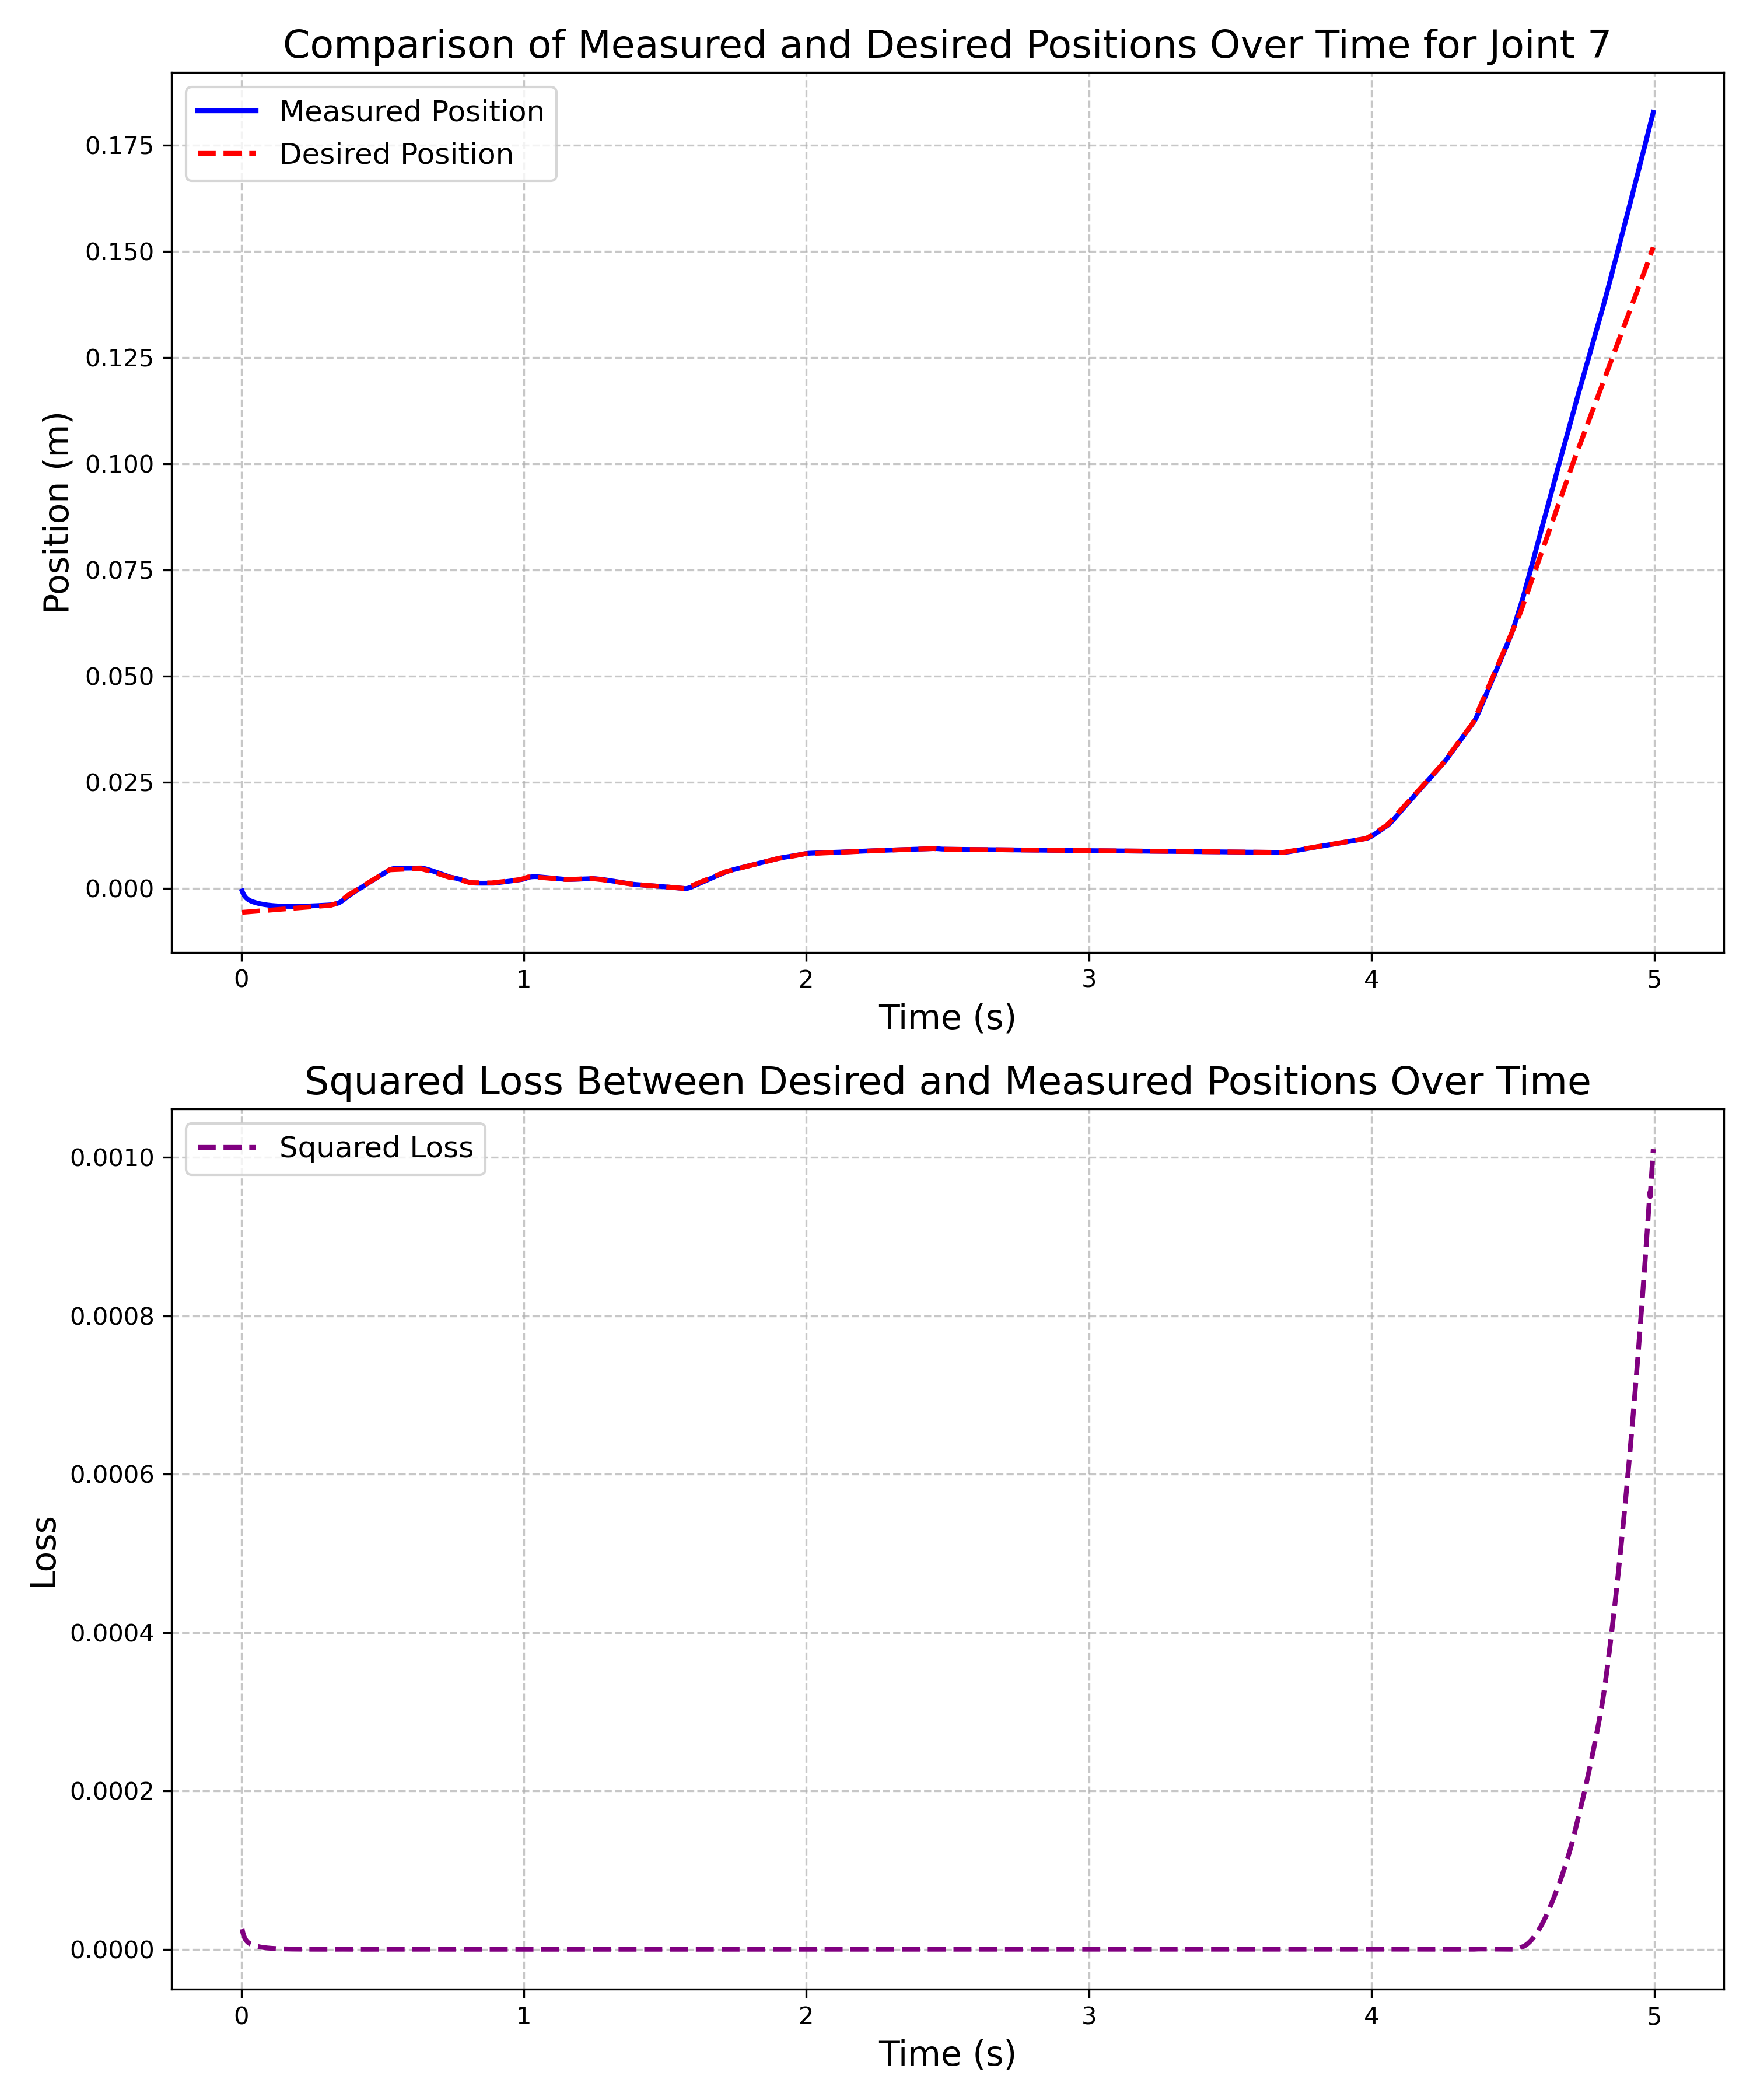 Comparison of Measured and Desired Positions Over Time for Joint 7
Measured Position
Desired Position
Position (m)
0.175
0.150
0.125
0.100
0.075
0.050
0.025
0.000
0 1 2 3 4 5
Time (s)
Squared Loss Between Desired and Measured Positions Over Time
Squared Loss
Loss
0.0010
0.0008
0.0006
0.0004
0.0002
0.0000
0 1 2 3 4 5
Time (s)